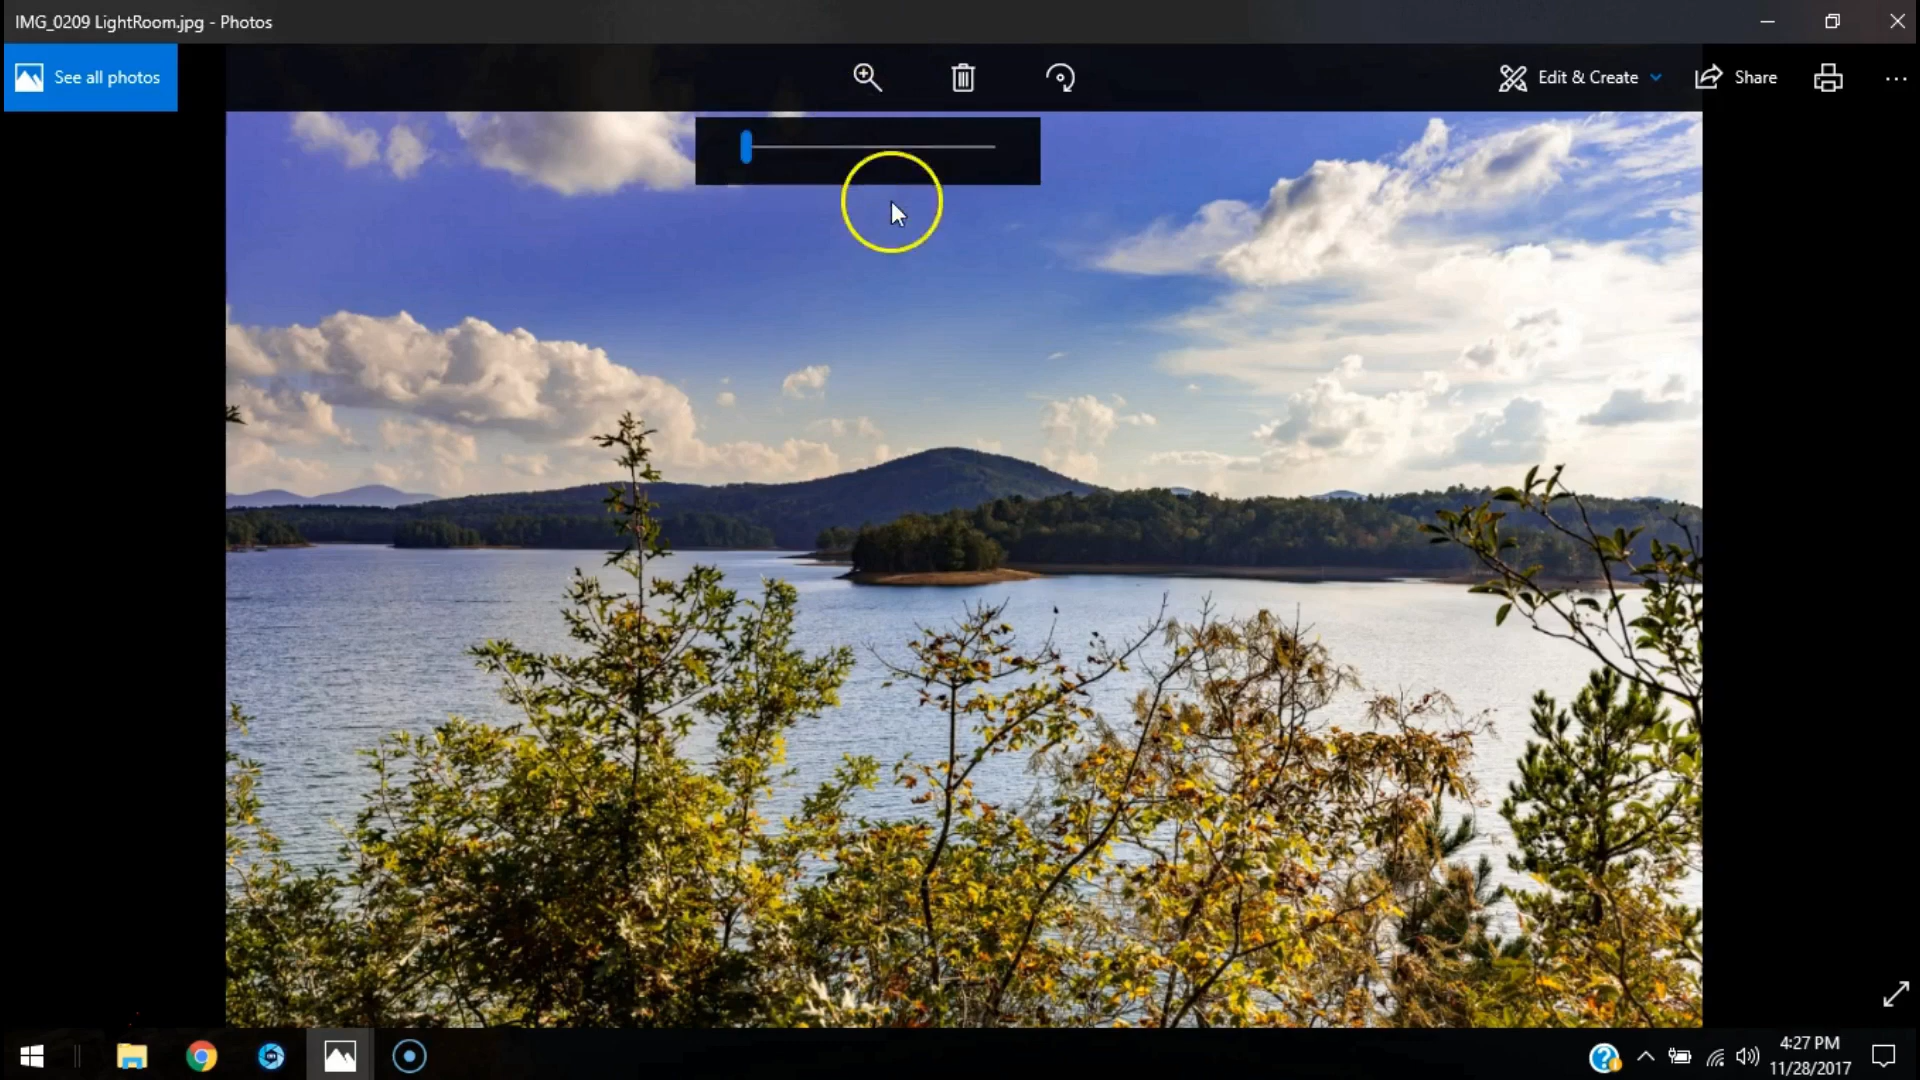 IMG_0209 LightRoom.jpg - Photos
See all photos
Edit & Create
Share
4:27 PM
11/28/2017